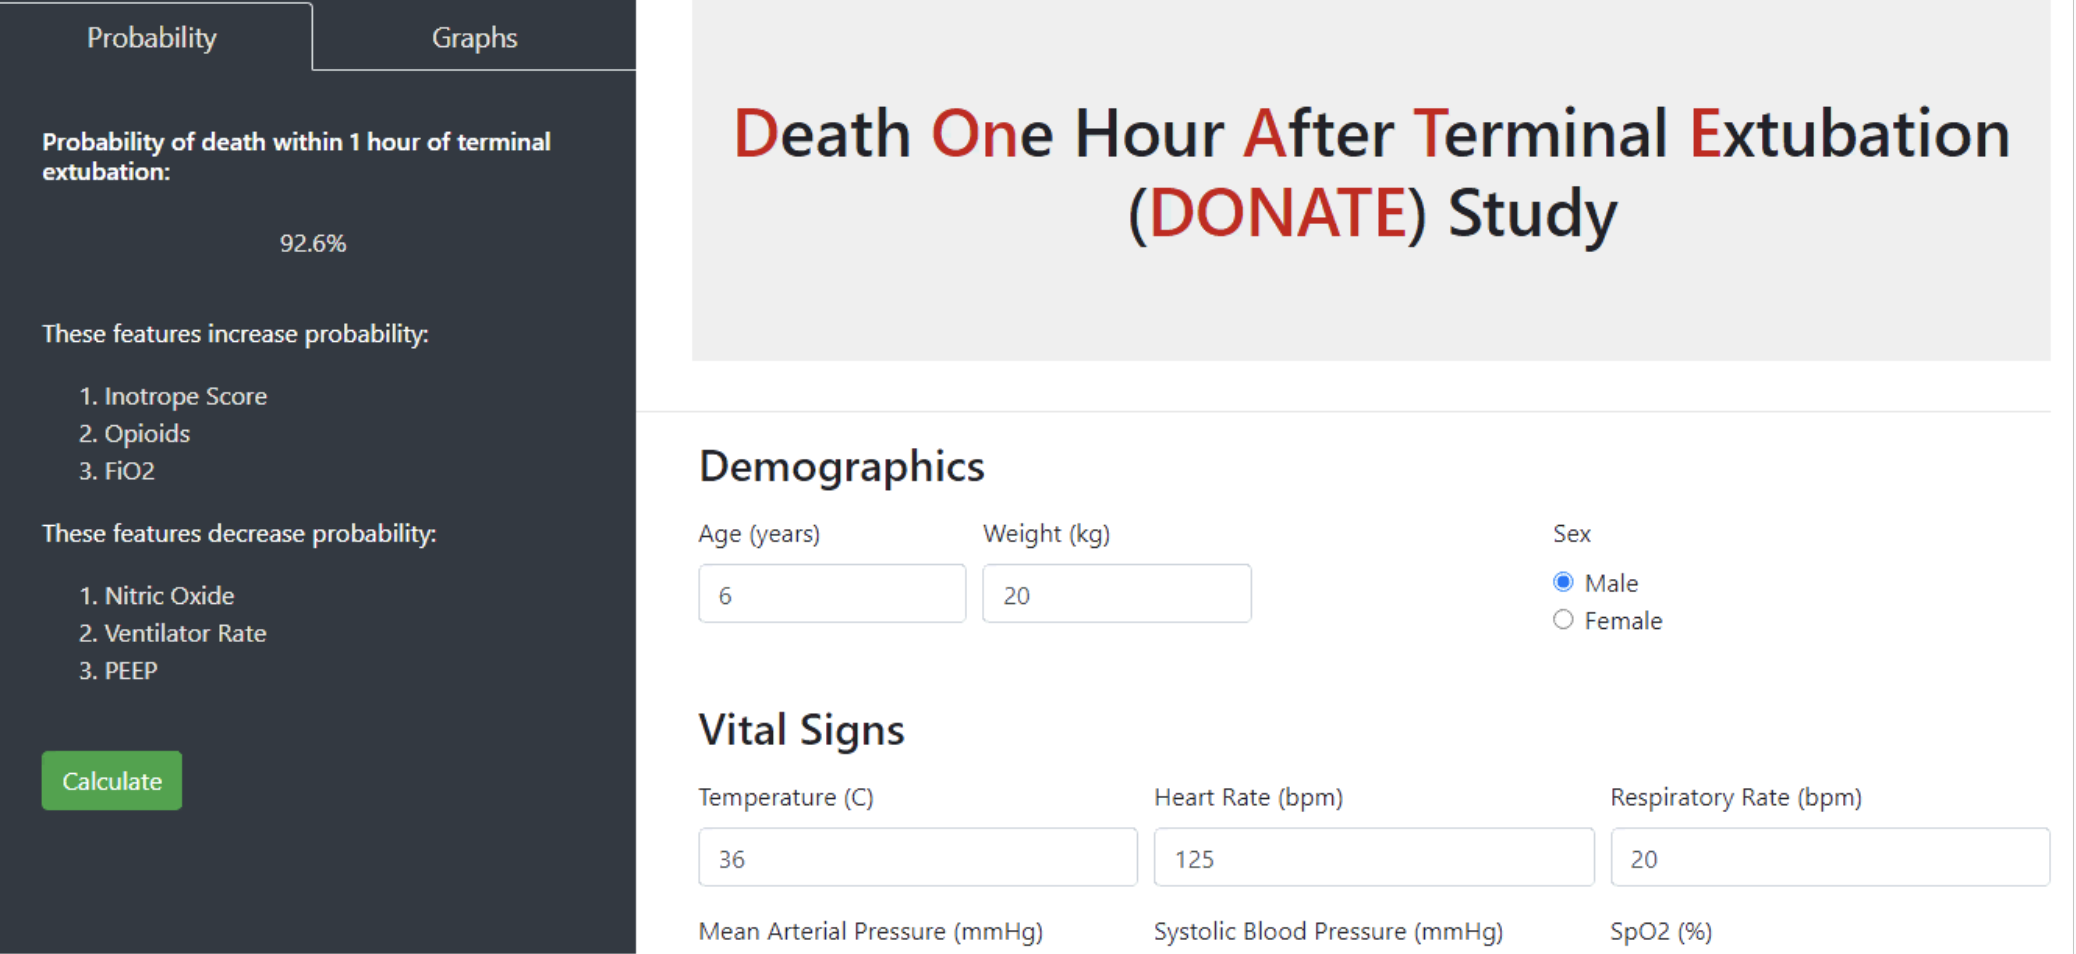 Probability
Graphs
Probability of death within 1 hour of terminal
extubation:
92.6%
These features increase probability:
1. Inotrope Score
2. Opioids
3. FiO2
These features decrease probability:
1. Nitric Oxide
2. Ventilator Rate
3. PEEP
Calculate
Death One Hour After Terminal Extubation
(DONATE) Study
Demographics
Age (years)
Weight (kg)
Sex
6
20
Male
Female
Vital Signs
Temperature (C)
Heart Rate (bpm)
Respiratory Rate (bpm)
36
125
20
Mean Arterial Pressure (mmHg)
Systolic Blood Pressure (mmHg)
SpO2 (%)